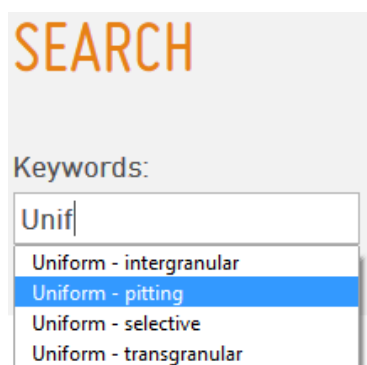 SEARCH
Keywords:
Unif
Uniform - intergranular
Uniform - pitting
Uniform - selective
Uniform - transgranular